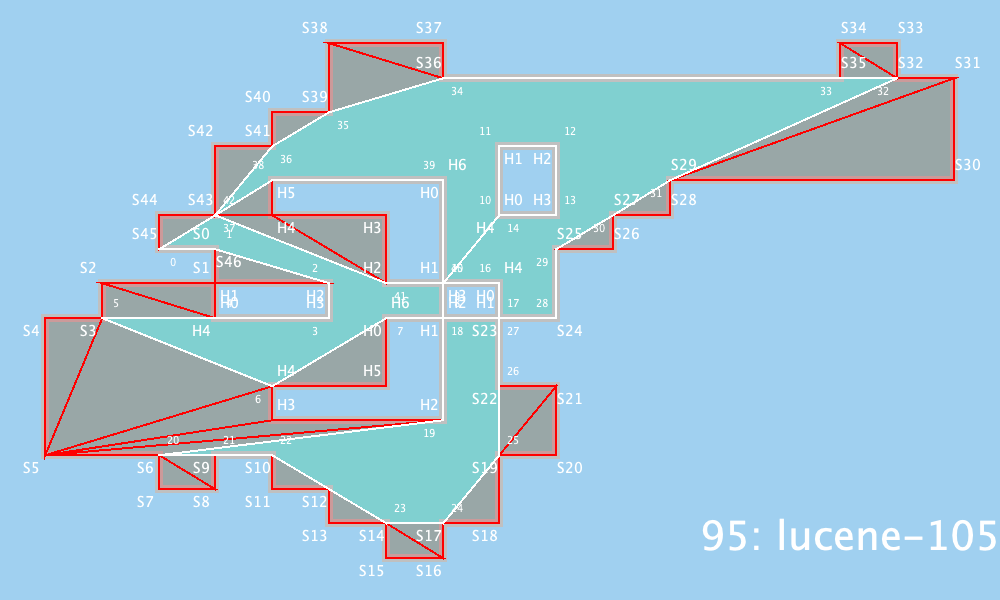 S38 S37 S34 S33
S36 S35 S32 S31
34 33 32
S40 S39
35
S42 S41 11 12
36 38 39 H6 H1 H2 S29 S30
S44 S43 42 H5 H0 10 H0 H3 13 S27 31 S28
S45 S0 37 1 H4 H3 H4 14 S25 30 S26
0 S46 2 H2 H1 16 H4 29
S2 S1
5 H1 H0 H2 H3 41 H6 H3 H2 H0 H1 17 28
S4 S3 H4 3 H0 7 H1 18 S23 27 S24
H4 H5 26
6 H3 H2 S22 S21
20 21 22 19 25
S5 S6 S9 S10 S19 S20
S7 S8 S11 S12
23 24
S13 S14 S17 S18
95: lucene-105
S15 S16